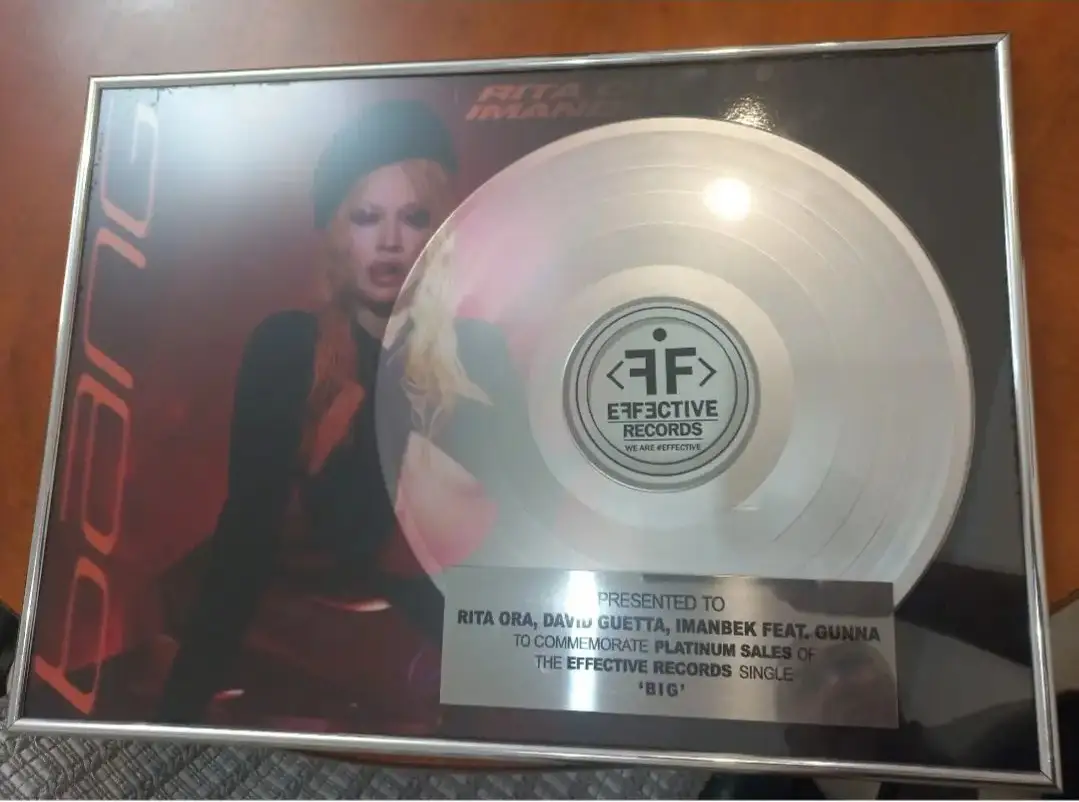 bang
RITA
IMANB
EFFECTIVE
RECORDS
WE ARE #EFFECTIVE
PRESENTED TO
RITA ORA, DAVID GUETTA, IMANBEK FEAT. GUNNA
TO COMMEMORATE PLATINUM SALES OF
THE EFFECTIVE RECORDS SINGLE
'BIG'